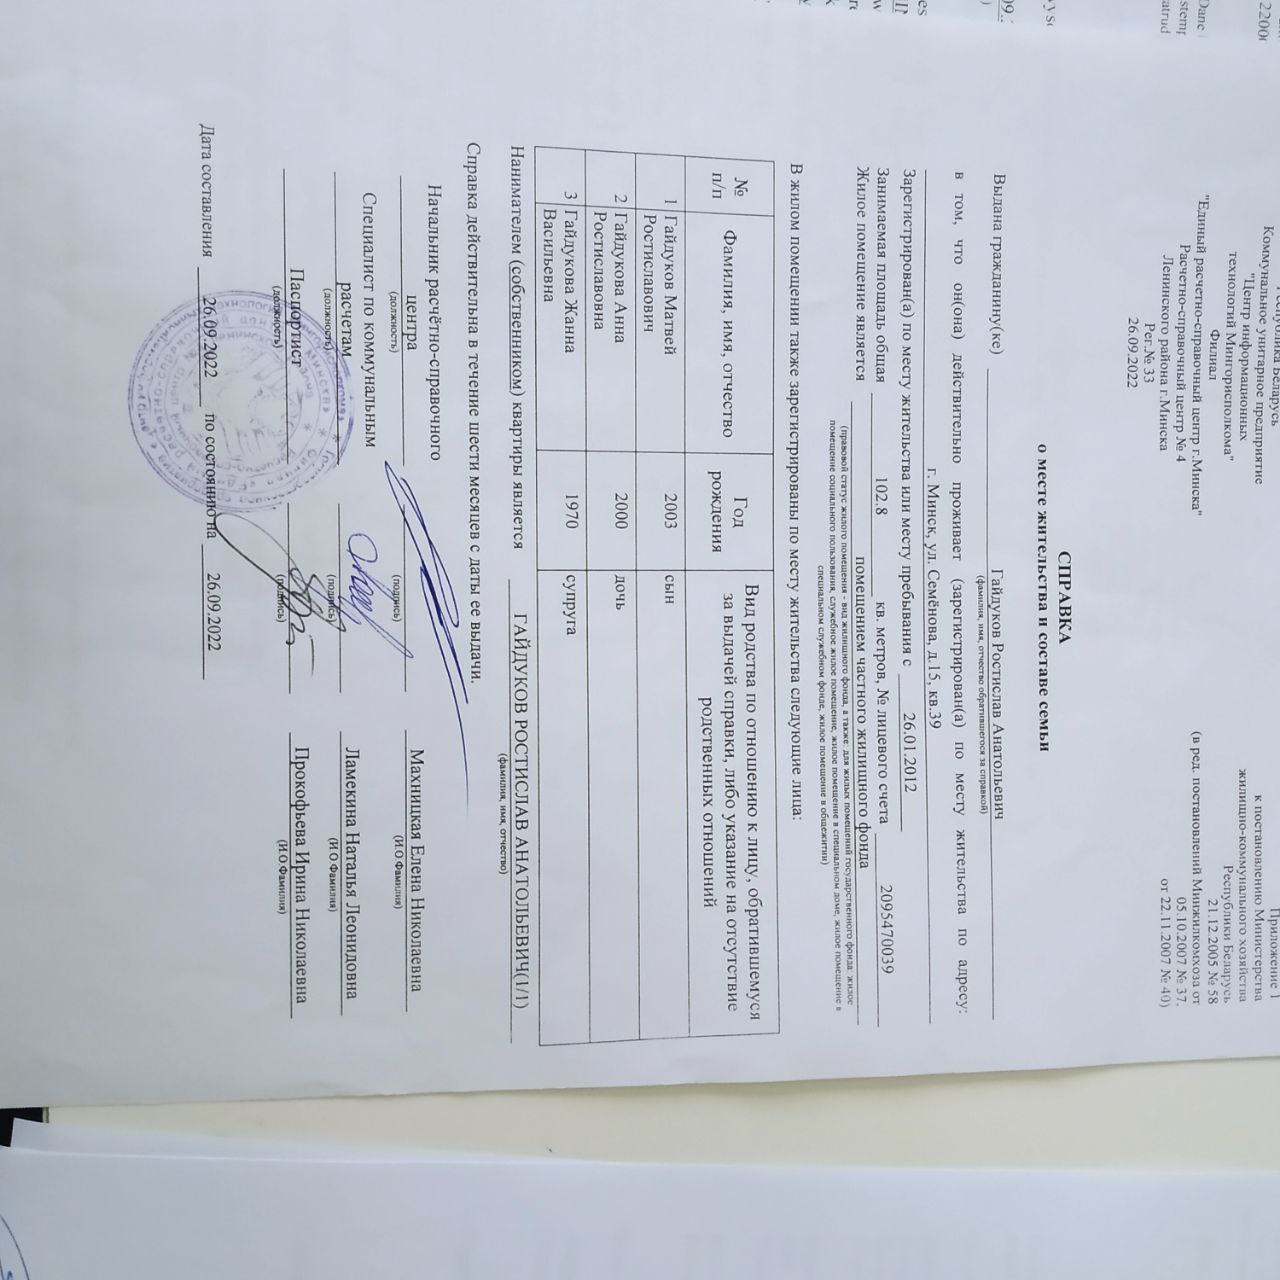 Республика Беларусь
Коммунальное унитарное предприятие
"Центр информационных
технологий Мингорисполкома"
Филиал
"Единый расчетно-справочный центр г.Минска"
Расчетно-справочный центр № 4
Ленинского района г.Минска
Рег.№ 33
26.09.2022
Приложение 1
к постановлению Министерства
жилищно-коммунального хозяйства
Республики Беларусь
21.12.2005 № 58
(в ред. постановлений Минжилкомхоза от
05.10.2007 № 37,
от 22.11.2007 № 40)
СПРАВКА
о месте жительства и составе семьи
Выдана гражданину(ке) Гайдуков Ростислав Анатольевич
(фамилия, имя, отчество обратившегося за справкой)
в том, что он(она) действительно проживает (зарегистрирован(а) по месту жительства по адресу:
г. Минск, ул. Семёнова, д.15, кв.39
Зарегистрирован(а) по месту жительства или месту пребывания с 26.01.2012
Занимаемая площадь общая 102.8 кв. метров, № лицевого счета 2095470039
Жилое помещение является помещением частного жилищного фонда
(правовой статус жилого помещения - вид жилищного фонда, а также: для жилых помещений государственного фонда: жилое
помещение социального пользования, служебное жилое помещение, жилое помещение в специальном доме, жилое помещение в
специальном служебном фонде, жилое помещение в общежитии)
В жилом помещении также зарегистрированы по месту жительства следующие лица:
№ п/п Фамилия, имя, отчество Год рождения Вид родства по отношению к лицу, обратившемуся за выдачей справки, либо указание на отсутствие родственных отношений
1 Гайдуков Матвей Ростиславович 2003 сын
2 Гайдукова Анна Ростиславовна 2000 дочь
3 Гайдукова Жанна Васильевна 1970 супруга
Нанимателем (собственником) квартиры является ГАЙДУКОВ РОСТИСЛАВ АНАТОЛЬЕВИЧ(1/1)
(фамилия, имя, отчество)
Справка действительна в течение шести месяцев с даты ее выдачи.
Начальник расчётно-справочного
центра Махницкая Елена Николаевна
(должность) (подпись) (И.О Фамилия)
Специалист по коммунальным
расчетам Ламекина Наталья Леонидовна
(должность) (подпись) (И.О Фамилия)
Паспортист Прокофьева Ирина Николаевна
(должность) (подпись) (И.О Фамилия)
Дата составления 26.09.2022 по состоянию на 26.09.2022